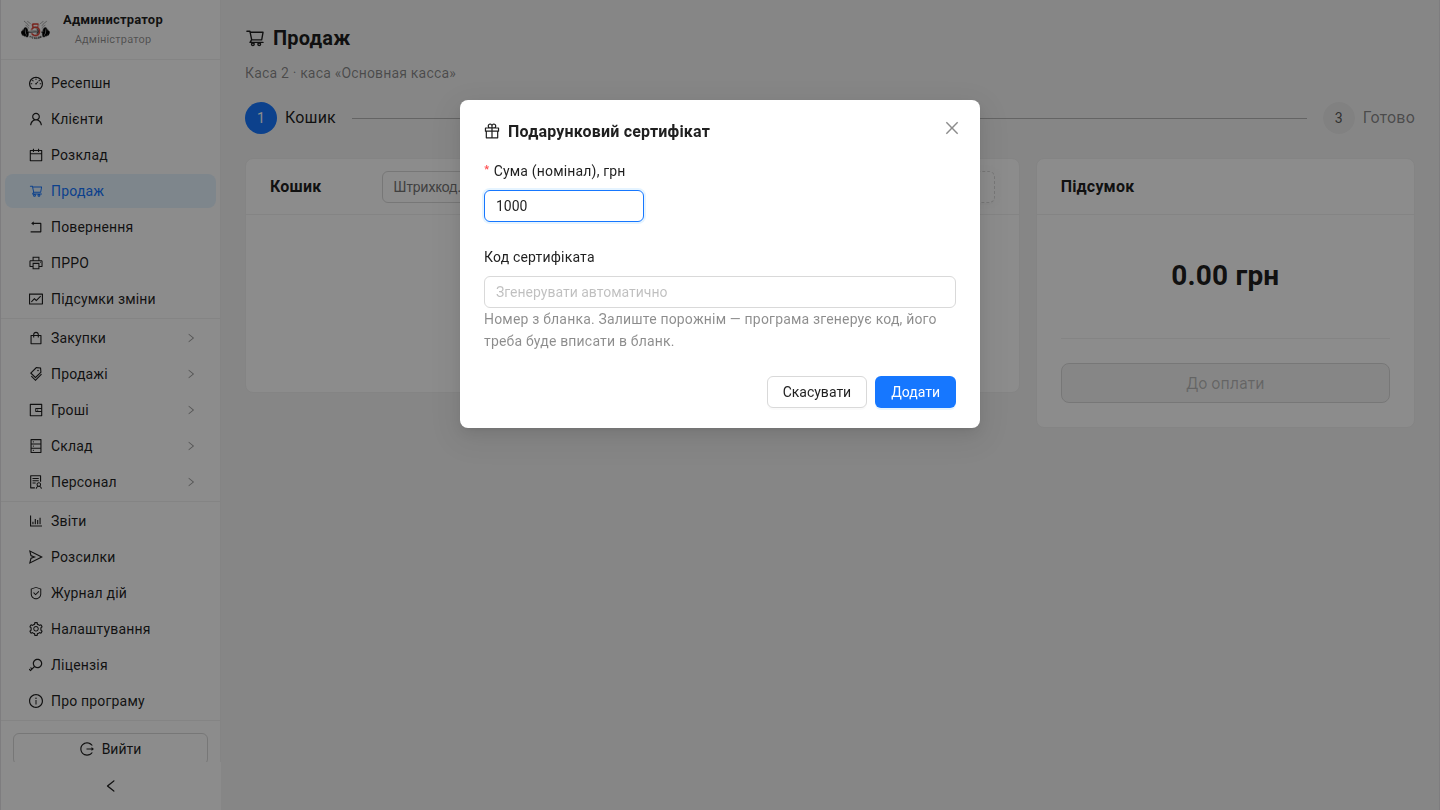 Администратор
Адміністратор
Ресепшн
Клієнти
Розклад
Продаж
Повернення
ПРРО
Підсумки зміни
Закупки
Продажі
Гроші
Склад
Персонал
Звіти
Розсилки
Журнал дій
Налаштування
Ліцензія
Про програму
Вийти
Продаж
Каса 2 · каса «Основная касса»
1 Кошик
3 Готово
Кошик
Штрихкод
Підсумок
0.00 грн
До оплати
Подарунковий сертифікат
* Сума (номінал), грн
1000
Код сертифіката
Згенерувати автоматично
Номер з бланка. Залиште порожнім — програма згенерує код, його
треба буде вписати в бланк.
Скасувати
Додати